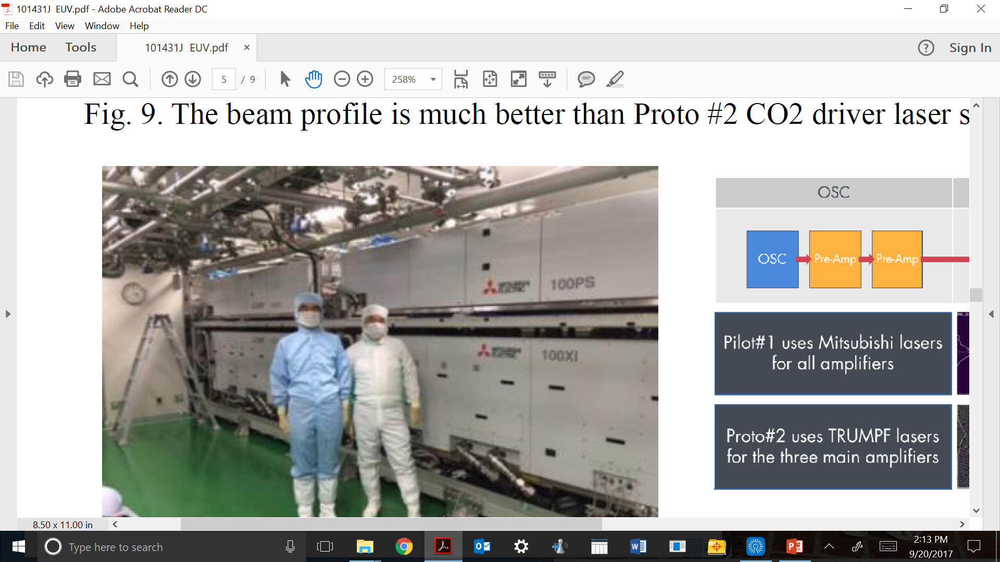 101431J  EUV.pdf - Adobe Acrobat Reader DC
File Edit View Window Help
Home Tools 101431J  EUV.pdf × ? Sign In
5 / 9 258%
Fig. 9. The beam profile is much better than Proto #2 CO2 driver laser s
OSC
OSC Pre-Amp Pre-Amp
MITSUBISHI ELECTRIC 100PS
MITSUBISHI ELECTRIC 100XI
Pilot#1 uses Mitsubishi lasers
for all amplifiers
Proto#2 uses TRUMPF lasers
for the three main amplifiers
8.50 x 11.00 in
Type here to search
2:13 PM
9/20/2017